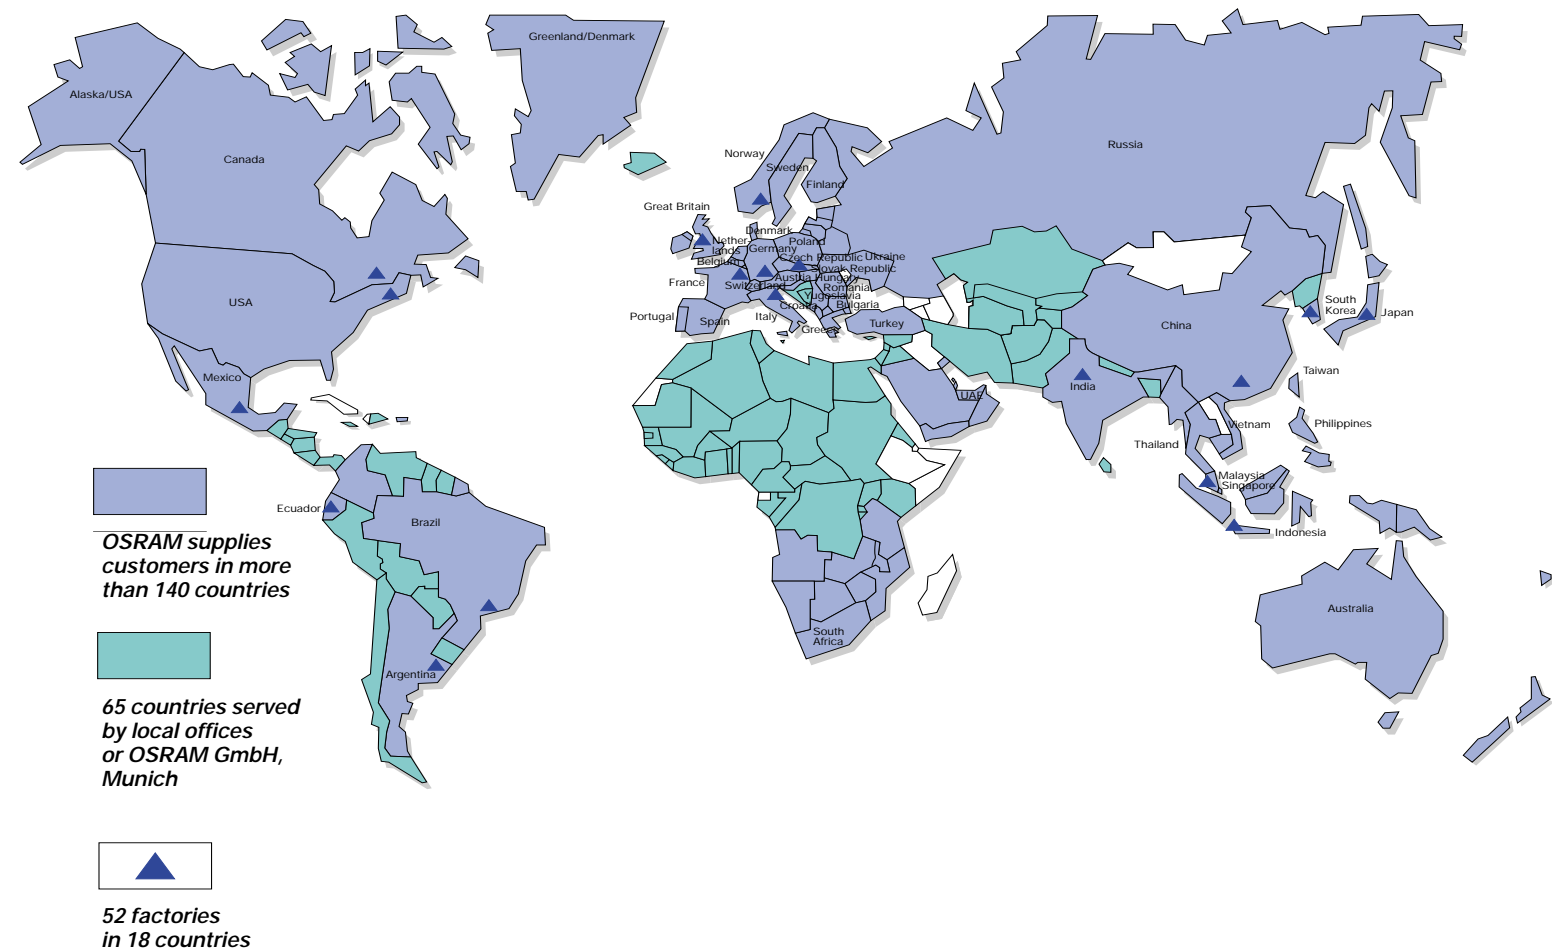 Greenland/Denmark
Alaska/USA
Canada
Russia
Norway
Sweden
Finland
Great Britain
Denmark
Nether-
lands
Poland
Germany
Belgium
Czech Republic
Ukraine
Slovak Republic
Austria
Hungary
France
Switzerland
Romania
Yugoslavia
Croatia
Bulgaria
USA
Portugal
Spain
Italy
Greece
Turkey
China
South
Korea
Japan
Mexico
Taiwan
India
UAE
Vietnam
Philippines
Thailand
Malaysia
Singapore
Ecuador
Brazil
Indonesia
Australia
South
Africa
Argentina
OSRAM supplies
customers in more
than 140 countries
65 countries served
by local offices
or OSRAM GmbH,
Munich
52 factories
in 18 countries